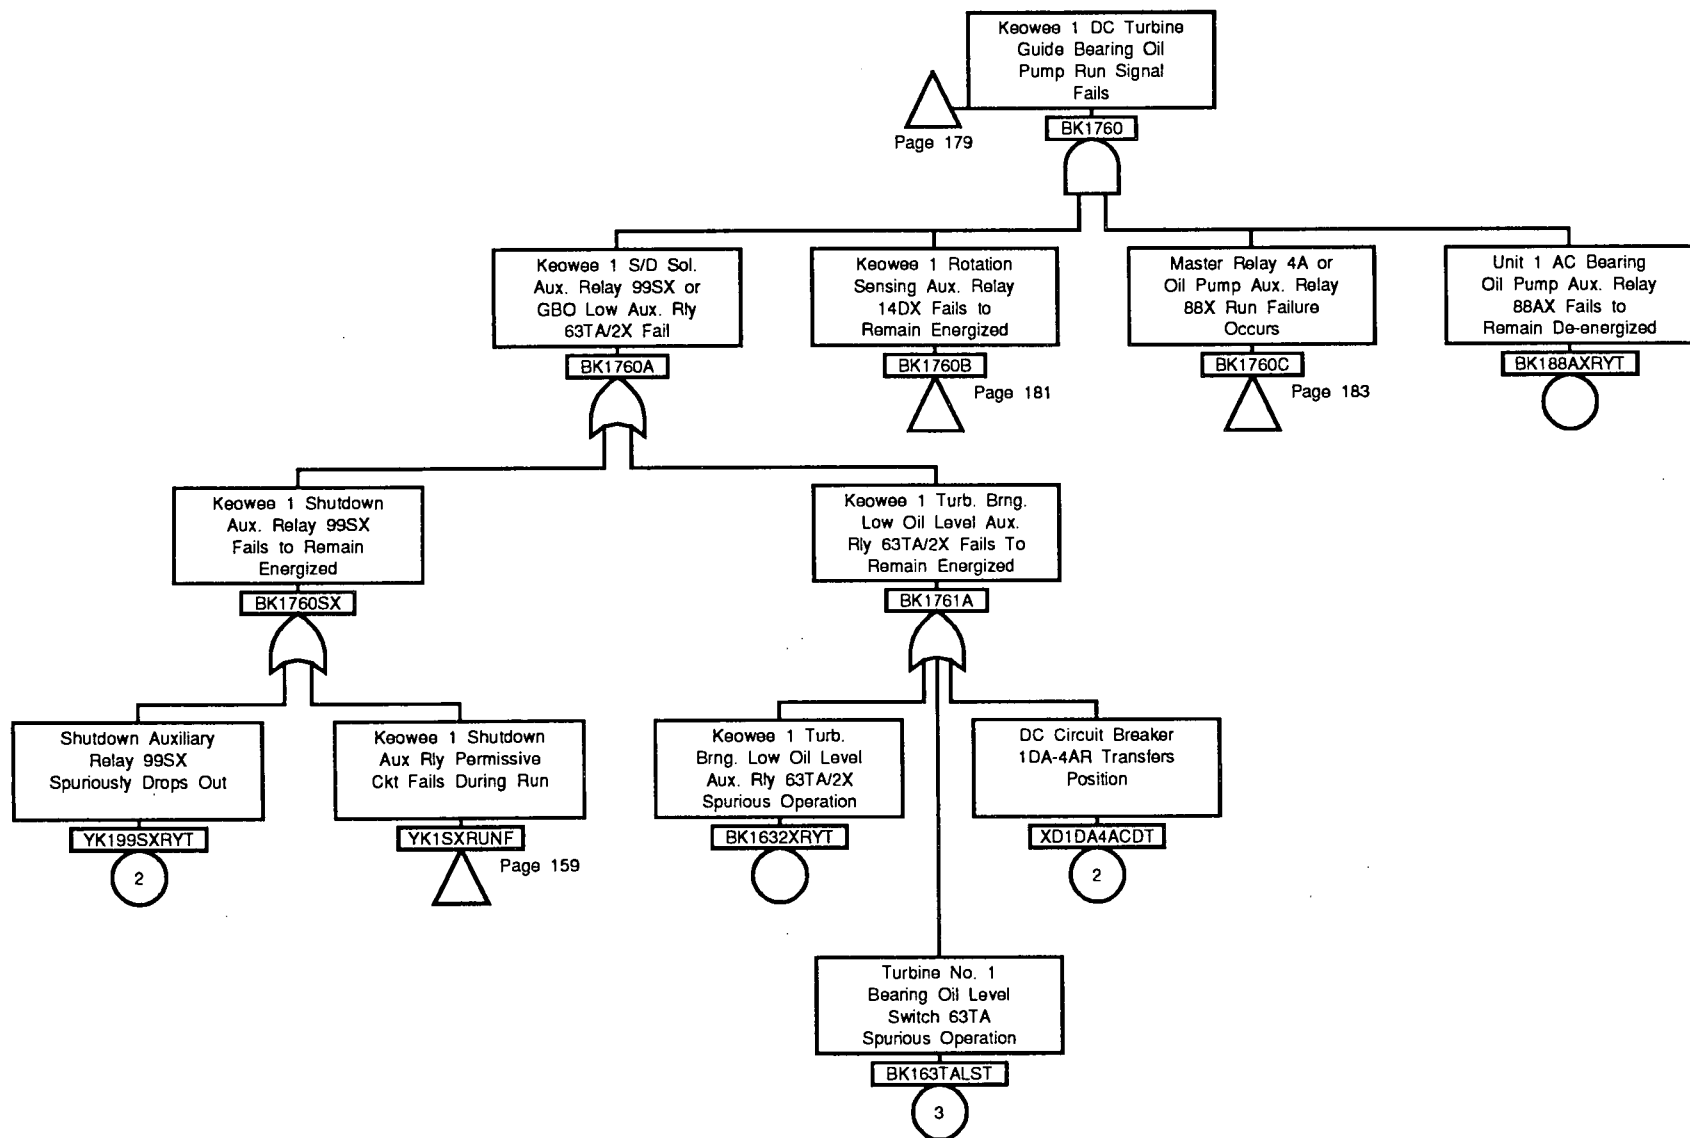 Keowee 1 DC Turbine
Guide Bearing Oil
Pump Run Signal
Fails
Page 179
BK1760
Keowee 1 S/D Sol.
Aux. Relay 99SX or
GBO Low Aux. Rly
63TA/2X Fail
BK1760A
Keowee 1 Rotation
Sensing Aux. Relay
14DX Fails to
Remain Energized
BK1760B
Page 181
Master Relay 4A or
Oil Pump Aux. Relay
88X Run Failure
Occurs
BK1760C
Page 183
Unit 1 AC Bearing
Oil Pump Aux. Relay
88AX Fails to
Remain De-energized
BK188AXRYT
Keowee 1 Shutdown
Aux. Relay 99SX
Fails to Remain
Energized
BK1760SX
Keowee 1 Turb. Brng.
Low Oil Level Aux.
Rly 63TA/2X Fails To
Remain Energized
BK1761A
Shutdown Auxiliary
Relay 99SX
Spuriously Drops Out
YK199SXRYT
2
Keowee 1 Shutdown
Aux Rly Permissive
Ckt Fails During Run
YK1SXRUNF
Page 159
Keowee 1 Turb.
Brng. Low Oil Level
Aux. Rly 63TA/2X
Spurious Operation
BK1632XRYT
DC Circuit Breaker
1DA-4AR Transfers
Position
XD1DA4ACDT
2
Turbine No. 1
Bearing Oil Level
Switch 63TA
Spurious Operation
BK163TALST
3